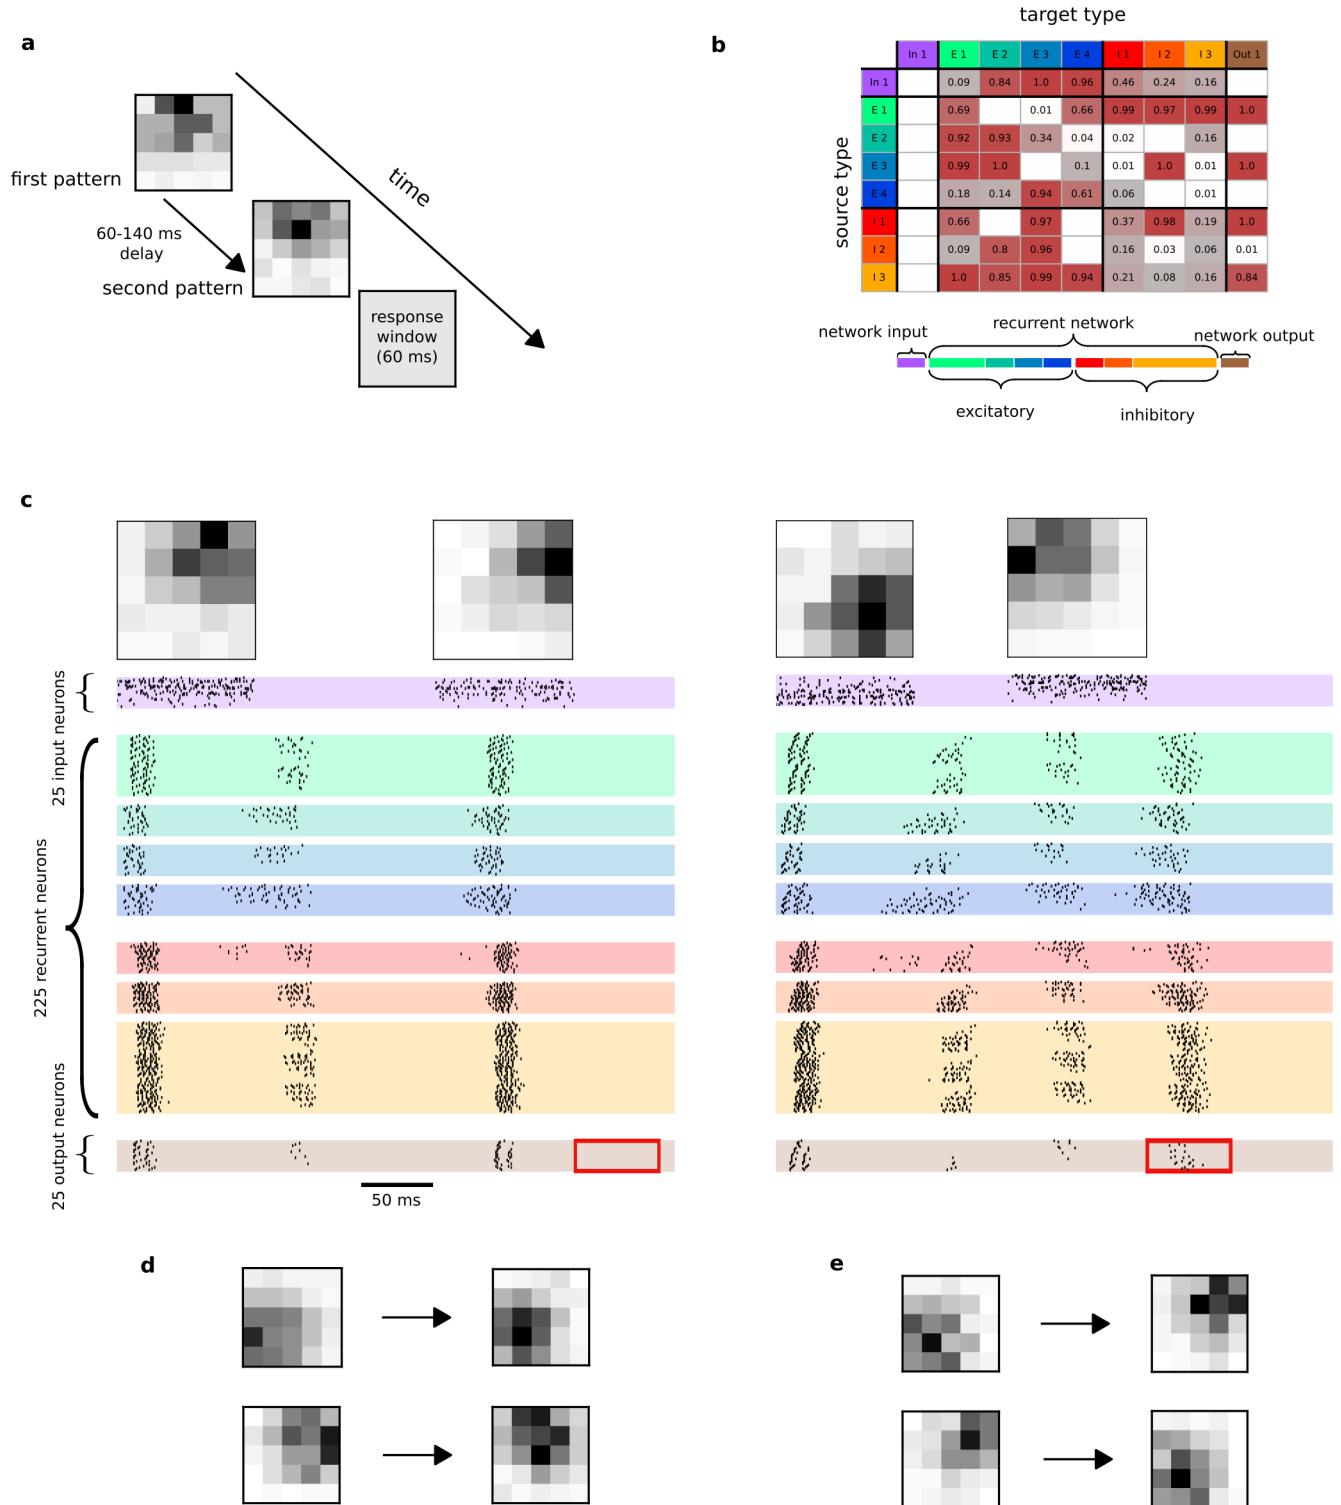 a
first pattern
60-140 ms
delay
second pattern
time
response
window
(60 ms)
b
target type
source type
In 1 E 1 E 2 E 3 E 4 I 1 I 2 I 3 Out 1
In 1 0.09 0.84 1.0 0.96 0.46 0.24 0.16
E 1 0.69 0.01 0.66 0.99 0.97 0.99 1.0
E 2 0.92 0.93 0.34 0.04 0.02 0.16
E 3 0.99 1.0 0.1 0.01 1.0 0.01 1.0
E 4 0.18 0.14 0.94 0.61 0.06 0.01
I 1 0.66 0.97 0.37 0.98 0.19 1.0
I 2 0.09 0.8 0.96 0.16 0.03 0.06 0.01
I 3 1.0 0.85 0.99 0.94 0.21 0.08 0.16 0.84
network input
recurrent network
network output
excitatory
inhibitory
c
25 input neurons
225 recurrent neurons
25 output neurons
50 ms
d
e